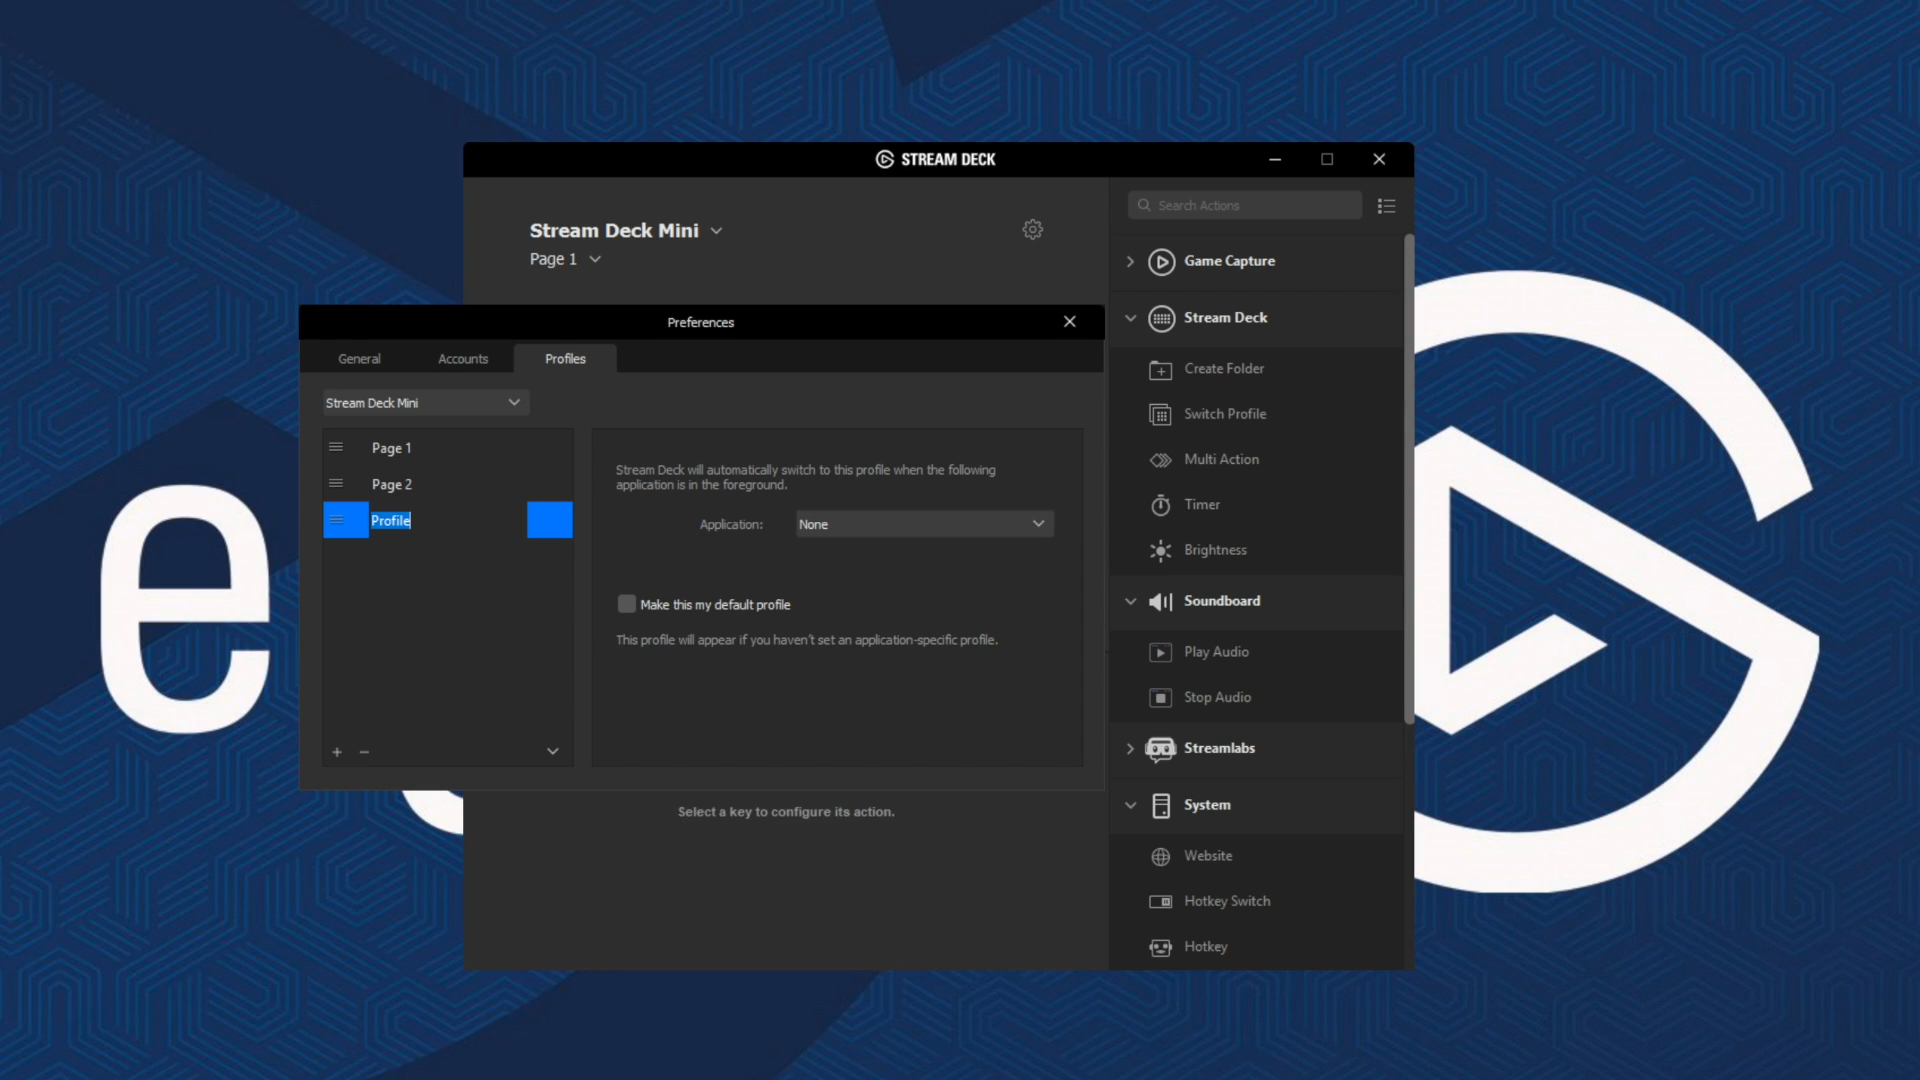 STREAM DECK
Stream Deck Mini
Page 1
Search Actions
Game Capture
Stream Deck
Create Folder
Switch Profile
Multi Action
Timer
Brightness
Soundboard
Play Audio
Stop Audio
Streamlabs
System
Website
Hotkey Switch
Hotkey
Preferences
General
Accounts
Profiles
Stream Deck Mini
Page 1
Page 2
Profile
Stream Deck will automatically switch to this profile when the following
application is in the foreground.
Application:
None
Make this my default profile
This profile will appear if you haven't set an application-specific profile.
Select a key to configure its action.
e